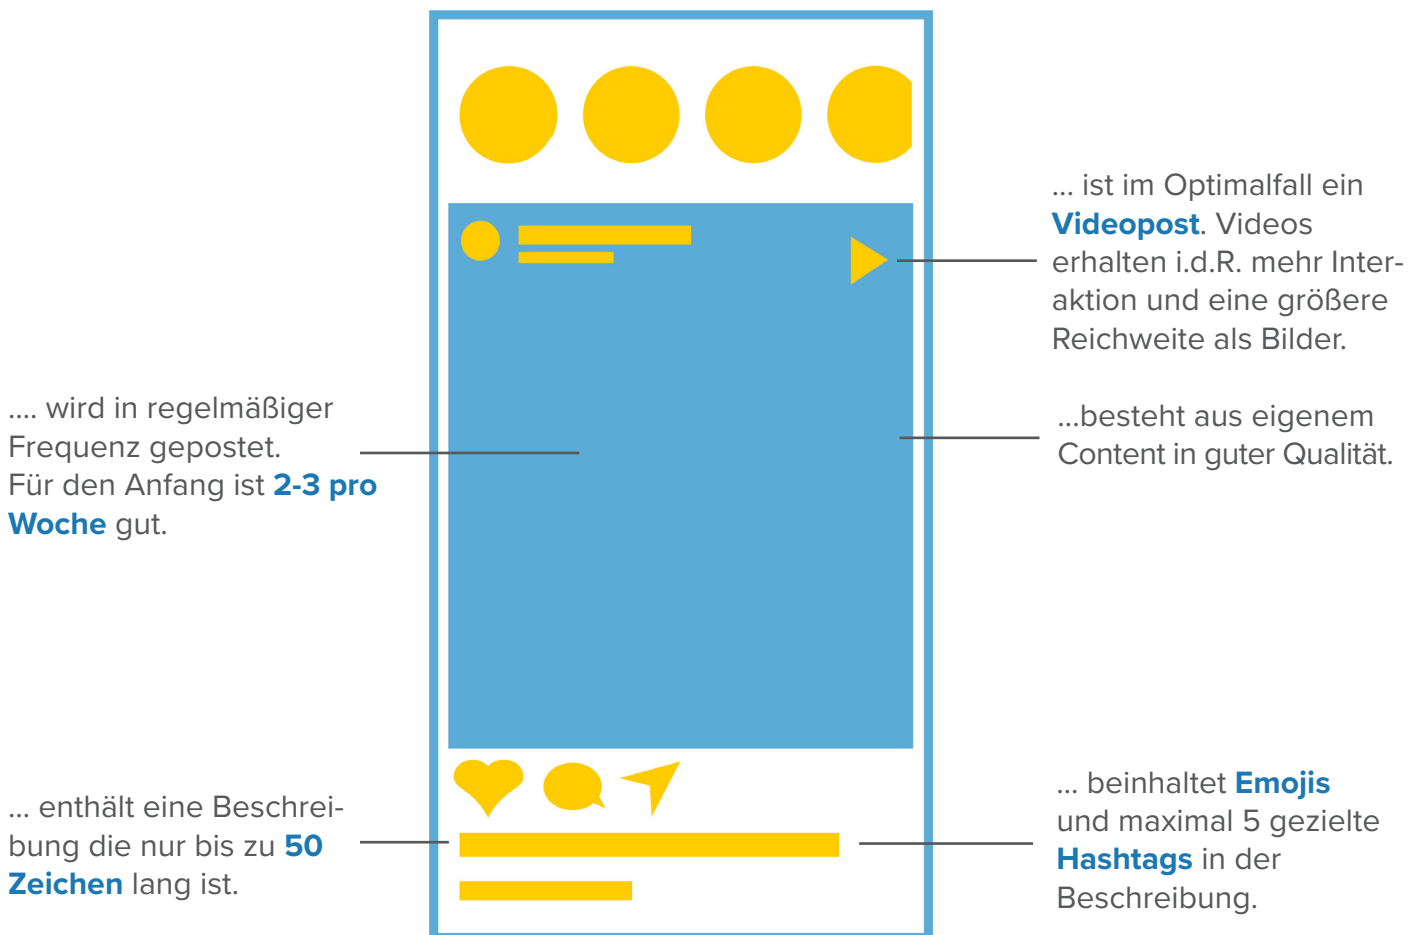 ... ist im Optimalfall ein
Videopost. Videos
erhalten i.d.R. mehr Inter-
aktion und eine größere
Reichweite als Bilder.
.... wird in regelmäßiger
Frequenz gepostet.
Für den Anfang ist 2-3 pro
Woche gut.
...besteht aus eigenem
Content in guter Qualität.
... enthält eine Beschrei-
bung die nur bis zu 50
Zeichen lang ist.
... beinhaltet Emojis
und maximal 5 gezielte
Hashtags in der
Beschreibung.